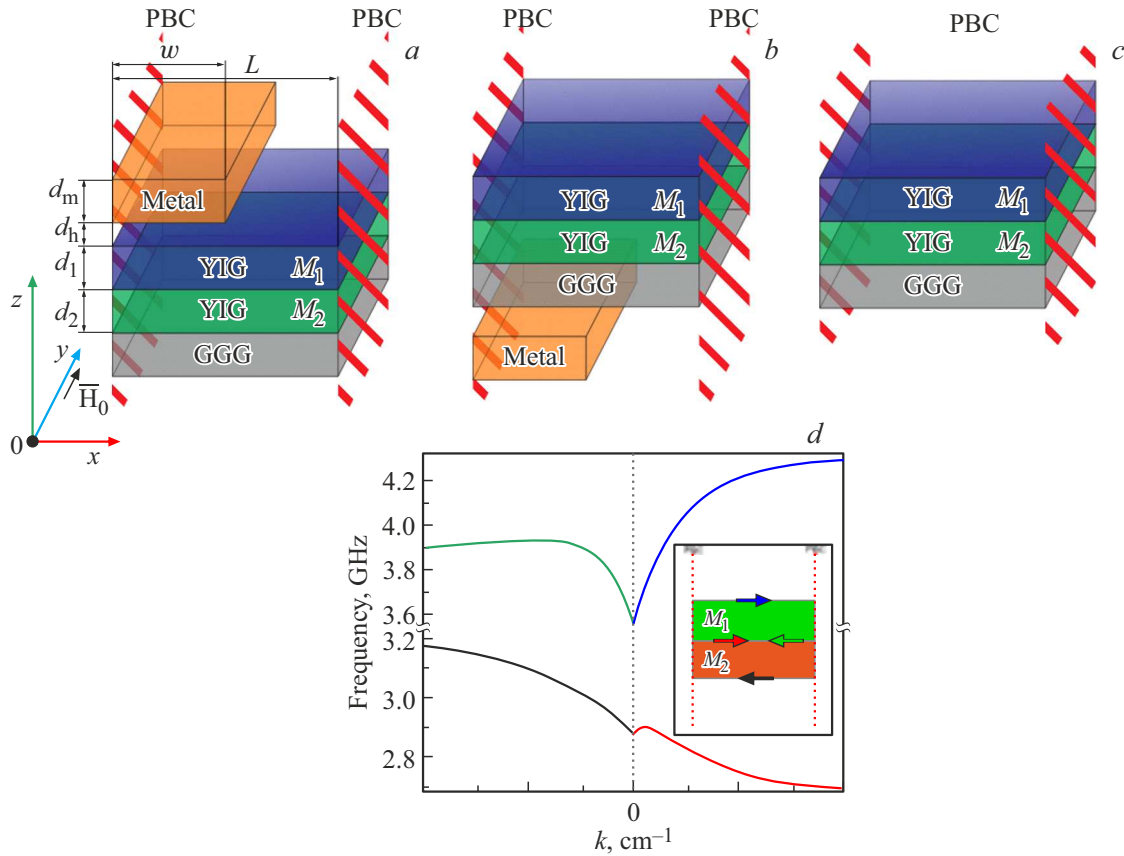 PBC PBC a
w
L
d_m
Metal
d_h
d_1 YIG M_1
d_2 YIG M_2
GGG
z
y
H̅_0
0
x
PBC PBC b
YIG M_1
YIG M_2
GGG
Metal
PBC c
YIG M_1
YIG M_2
GGG
d
Frequency, GHz
4.2
4.0
3.8
3.6
3.2
3.0
2.8
M_1
M_2
0
k, cm⁻¹